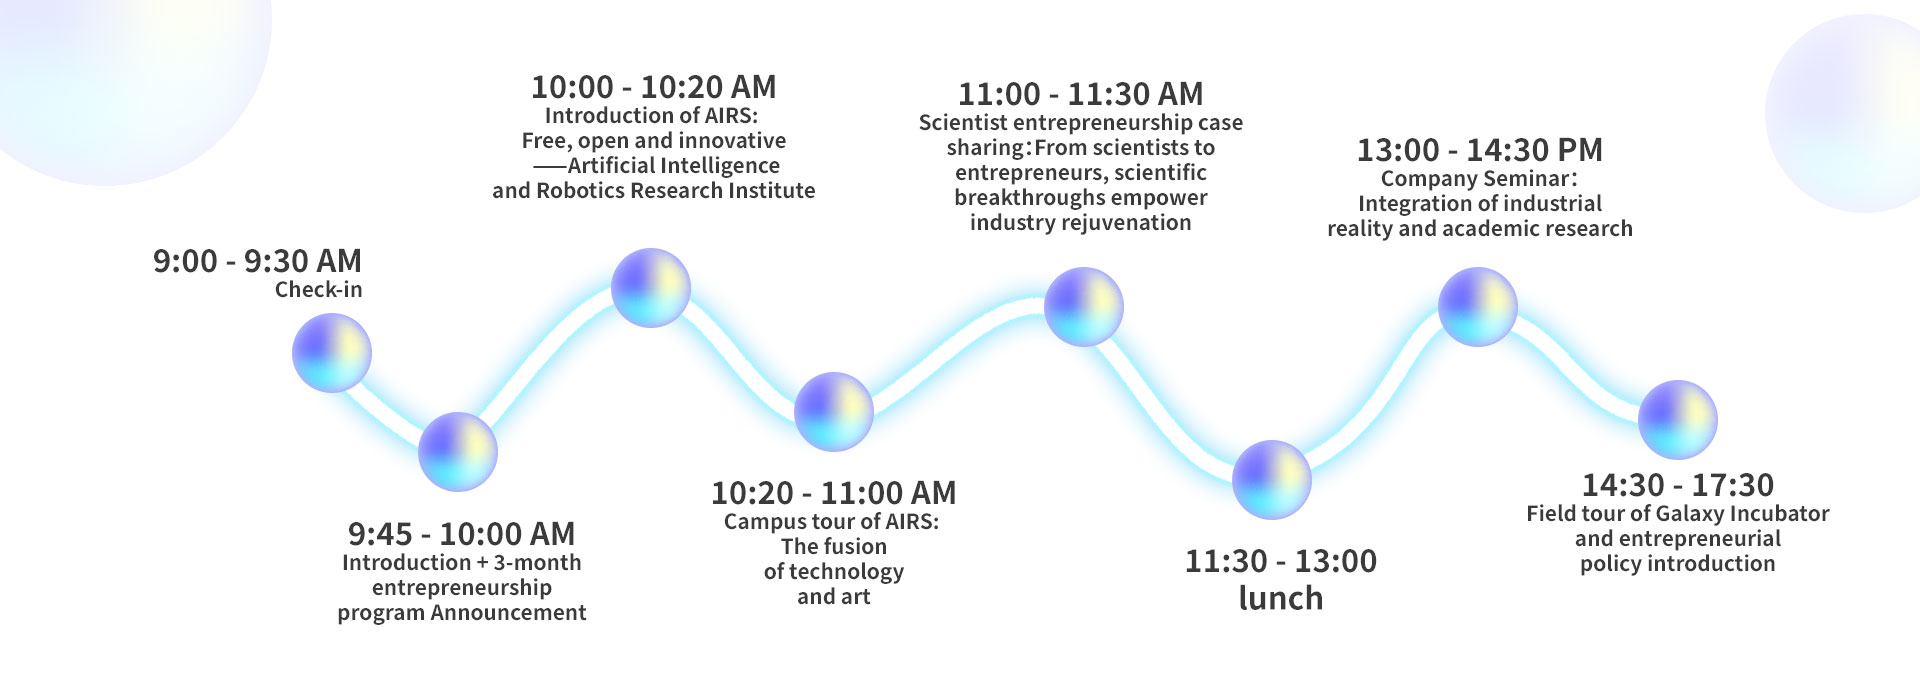 9:00 - 9:30 AM
Check-in
9:45 - 10:00 AM
Introduction + 3-month
entrepreneurship
program Announcement
10:00 - 10:20 AM
Introduction of AIRS:
Free, open and innovative
——Artificial Intelligence
and Robotics Research Institute
10:20 - 11:00 AM
Campus tour of AIRS:
The fusion
of technology
and art
11:00 - 11:30 AM
Scientist entrepreneurship case
sharing：From scientists to
entrepreneurs, scientific
breakthroughs empower
industry rejuvenation
11:30 - 13:00
lunch
13:00 - 14:30 PM
Company Seminar：
Integration of industrial
reality and academic research
14:30 - 17:30
Field tour of Galaxy Incubator
and entrepreneurial
policy introduction